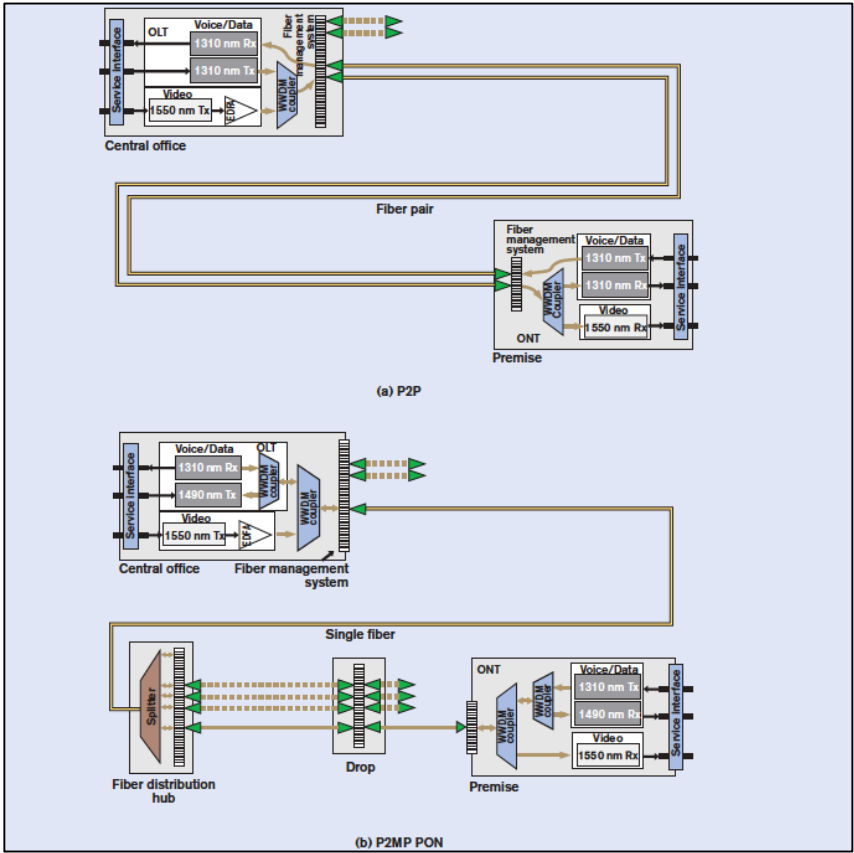 Service interface
OLT
Voice/Data
1310 nm Rx
1310 nm Tx
Video
1550 nm Tx
EDFA
WWDM
coupler
Fiber
management
system
Central office
Fiber pair
Fiber
management
system
Voice/Data
1310 nm Tx
1310 nm Rx
WWDM
Coupler
Video
1550 nm Rx
Service interface
ONT
Premise
(a) P2P
Service interface
Voice/Data
OLT
1310 nm Rx
1490 nm Tx
WWDM
coupler
WWDM
coupler
Video
1550 nm Tx
EDFA
Central office
Fiber management
system
Single fiber
Splitter
Fiber distribution
hub
Drop
ONT
Voice/Data
1310 nm Tx
1490 nm Rx
WWDM
coupler
WWDM
coupler
Video
1550 nm Rx
Service interface
Premise
(b) P2MP PON